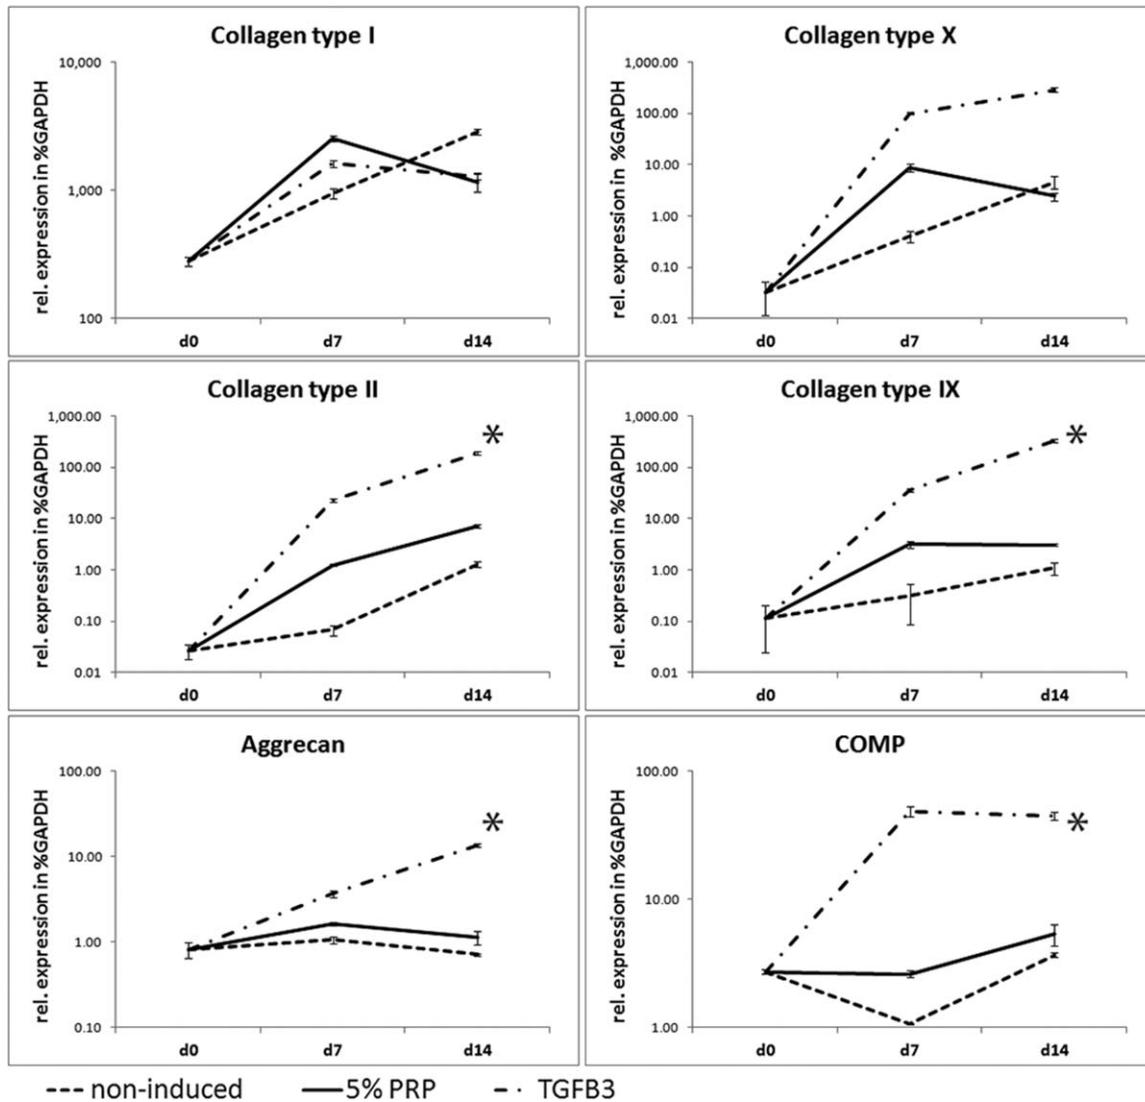 Collagen type I
rel. expression in %GAPDH
10,000
1,000
100
d0 d7 d14
Collagen type X
rel. expression in %GAPDH
1,000.00
100.00
10.00
1.00
0.10
0.01
d0 d7 d14
Collagen type II
rel. expression in %GAPDH
1,000.00
100.00
10.00
1.00
0.10
0.01
*
d0 d7 d14
Collagen type IX
rel. expression in %GAPDH
1,000.00
100.00
10.00
1.00
0.10
0.01
*
d0 d7 d14
Aggrecan
rel. expression in %GAPDH
100.00
10.00
1.00
0.10
*
d0 d7 d14
COMP
rel. expression in %GAPDH
100.00
10.00
1.00
*
d0 d7 d14
non-induced 5% PRP TGFB3